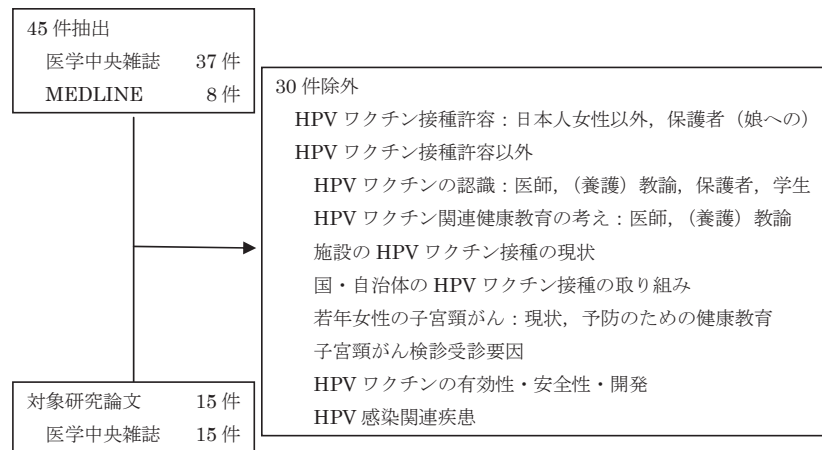 45 件抽出
医学中央雑誌 37 件
MEDLINE 8 件
30 件除外
HPV ワクチン接種許容：日本人女性以外，保護者（娘への）
HPV ワクチン接種許容以外
HPV ワクチンの認識：医師，（養護）教諭，保護者，学生
HPV ワクチン関連健康教育の考え：医師，（養護）教諭
施設の HPV ワクチン接種の現状
国・自治体の HPV ワクチン接種の取り組み
若年女性の子宮頸がん：現状，予防のための健康教育
子宮頸がん検診受診要因
HPV ワクチンの有効性・安全性・開発
HPV 感染関連疾患
対象研究論文 15 件
医学中央雑誌 15 件